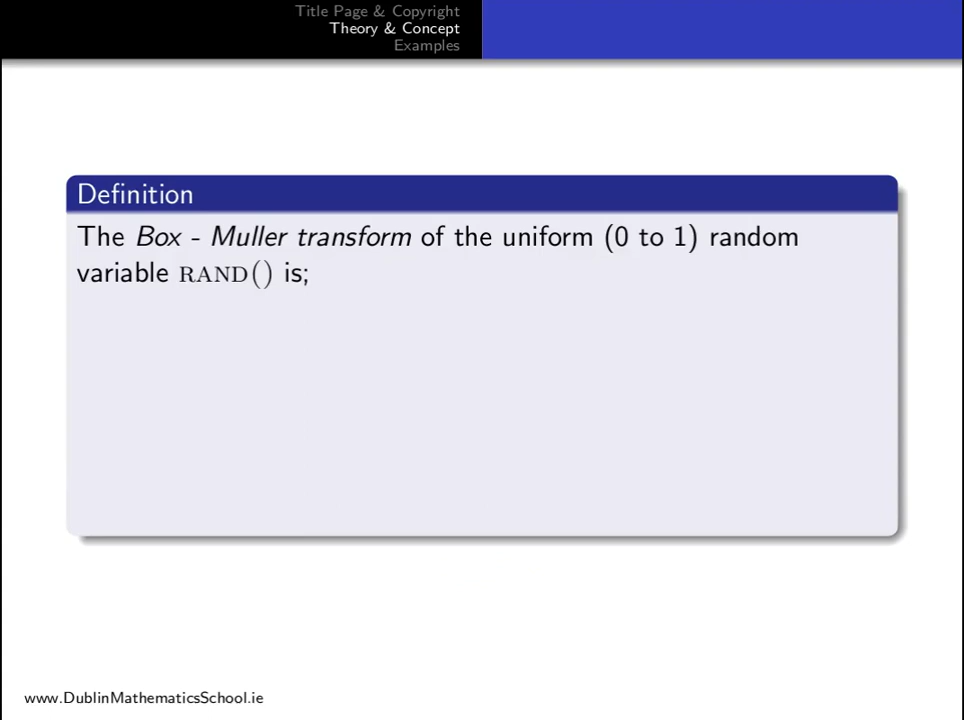 Title Page & Copyright
Theory & Concept
Examples
Definition
The Box - Muller transform of the uniform (0 to 1) random
variable RAND() is;
www.DublinMathematicsSchool.ie